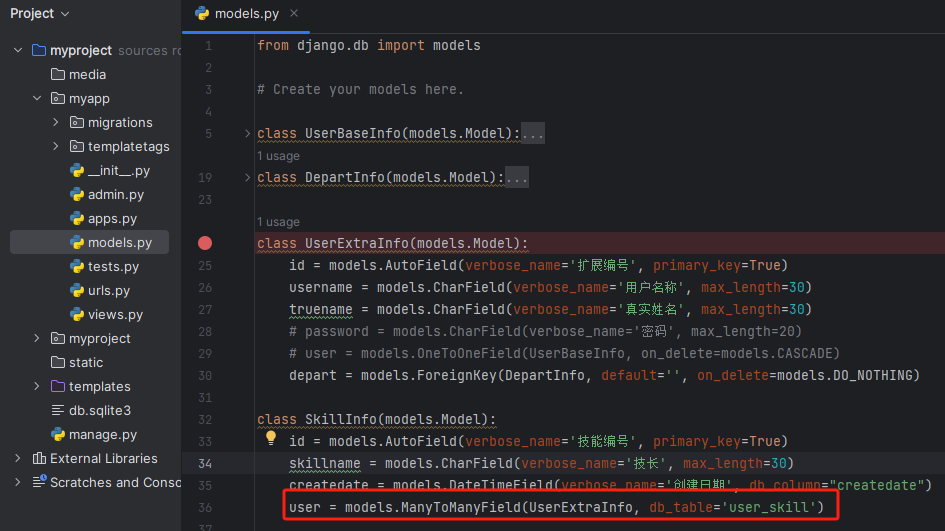 Project
models.py
myproject sources ro
media
myapp
migrations
templatetags
__init__.py
admin.py
apps.py
models.py
tests.py
urls.py
views.py
myproject
static
templates
db.sqlite3
manage.py
External Libraries
Scratches and Conso
1 from django.db import models
2
3 # Create your models here.
4
5 class UserBaseInfo(models.Model):...
1 usage
19 class DepartInfo(models.Model):...
23
1 usage
class UserExtraInfo(models.Model):
25 id = models.AutoField(verbose_name='扩展编号', primary_key=True)
26 username = models.CharField(verbose_name='用户名称', max_length=30)
27 truename = models.CharField(verbose_name='真实姓名', max_length=30)
28 # password = models.CharField(verbose_name='密码', max_length=20)
29 # user = models.OneToOneField(UserBaseInfo, on_delete=models.CASCADE)
30 depart = models.ForeignKey(DepartInfo, default='', on_delete=models.DO_NOTHING)
31
32 class SkillInfo(models.Model):
33 id = models.AutoField(verbose_name='技能编号', primary_key=True)
34 skillname = models.CharField(verbose_name='技长', max_length=30)
35 createdate = models.DateTimeField(verbose_name='创建日期', db_column="createdate")
36 user = models.ManyToManyField(UserExtraInfo, db_table='user_skill')
37